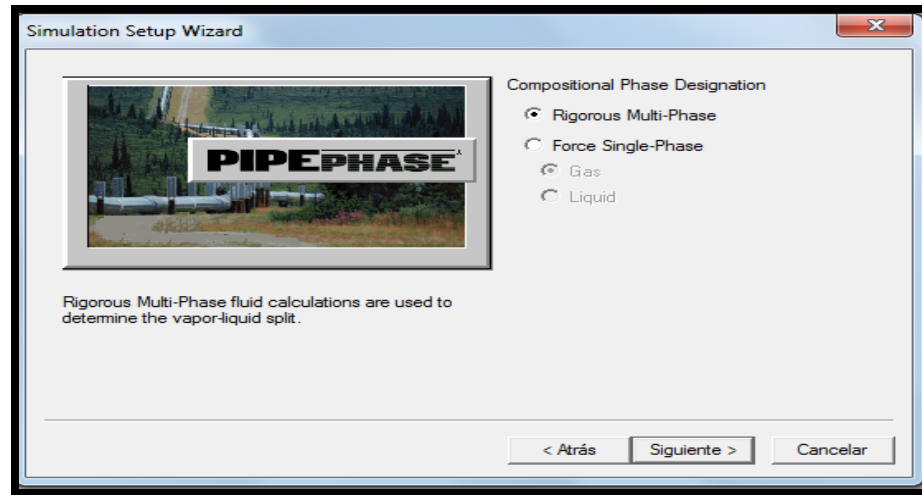 Simulation Setup Wizard
Compositional Phase Designation
Rigorous Multi-Phase
Force Single-Phase
Gas
Liquid
PIPEPHASE
Rigorous Multi-Phase fluid calculations are used to
determine the vapor-liquid split.
< Atrás
Siguiente >
Cancelar